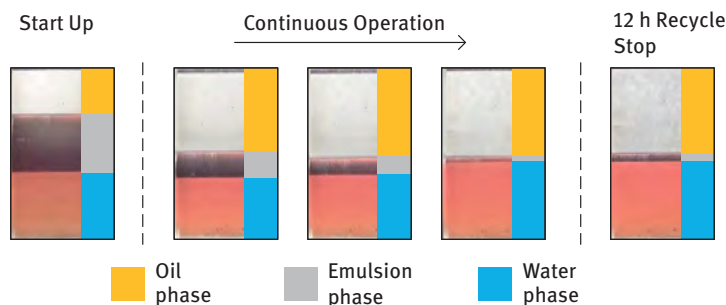 Start Up
Continuous Operation
12 h Recycle
Stop
Oil
phase
Emulsion
phase
Water
phase